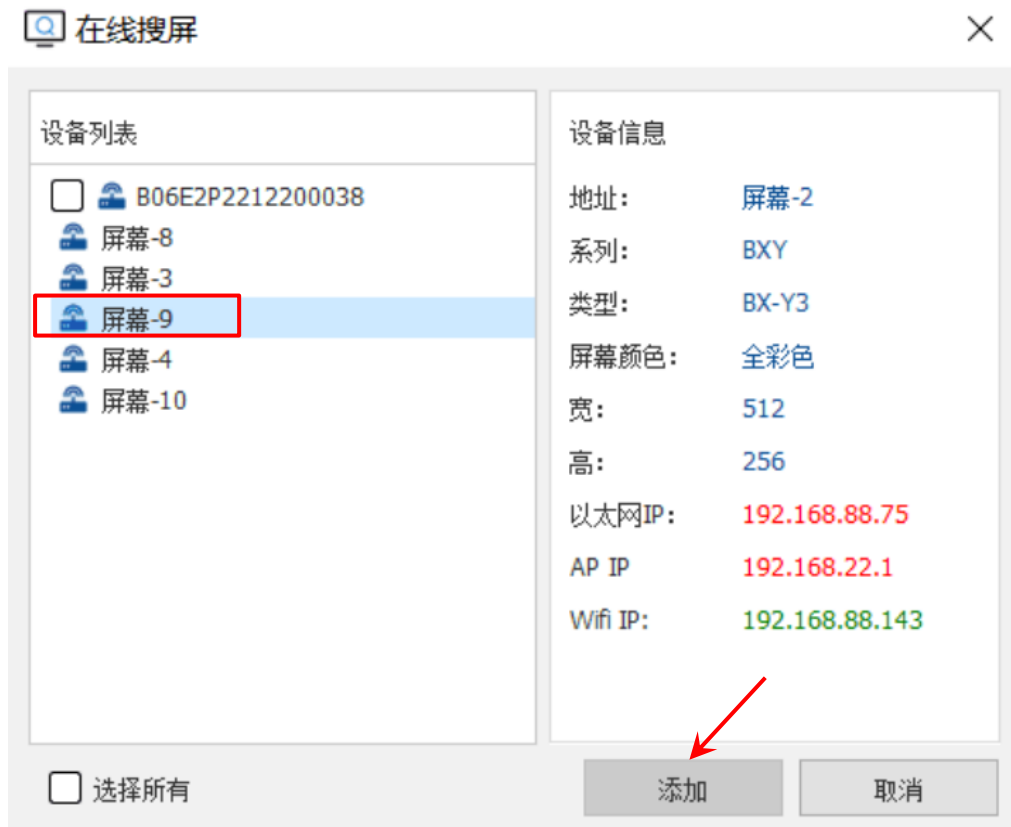 在线搜屏
设备列表
B06E2P2212200038
屏幕-8
屏幕-3
屏幕-9
屏幕-4
屏幕-10
设备信息
地址： 屏幕-2
系列： BXY
类型： BX-Y3
屏幕颜色： 全彩色
宽： 512
高： 256
以太网IP： 192.168.88.75
AP IP 192.168.22.1
Wifi IP: 192.168.88.143
选择所有
添加
取消